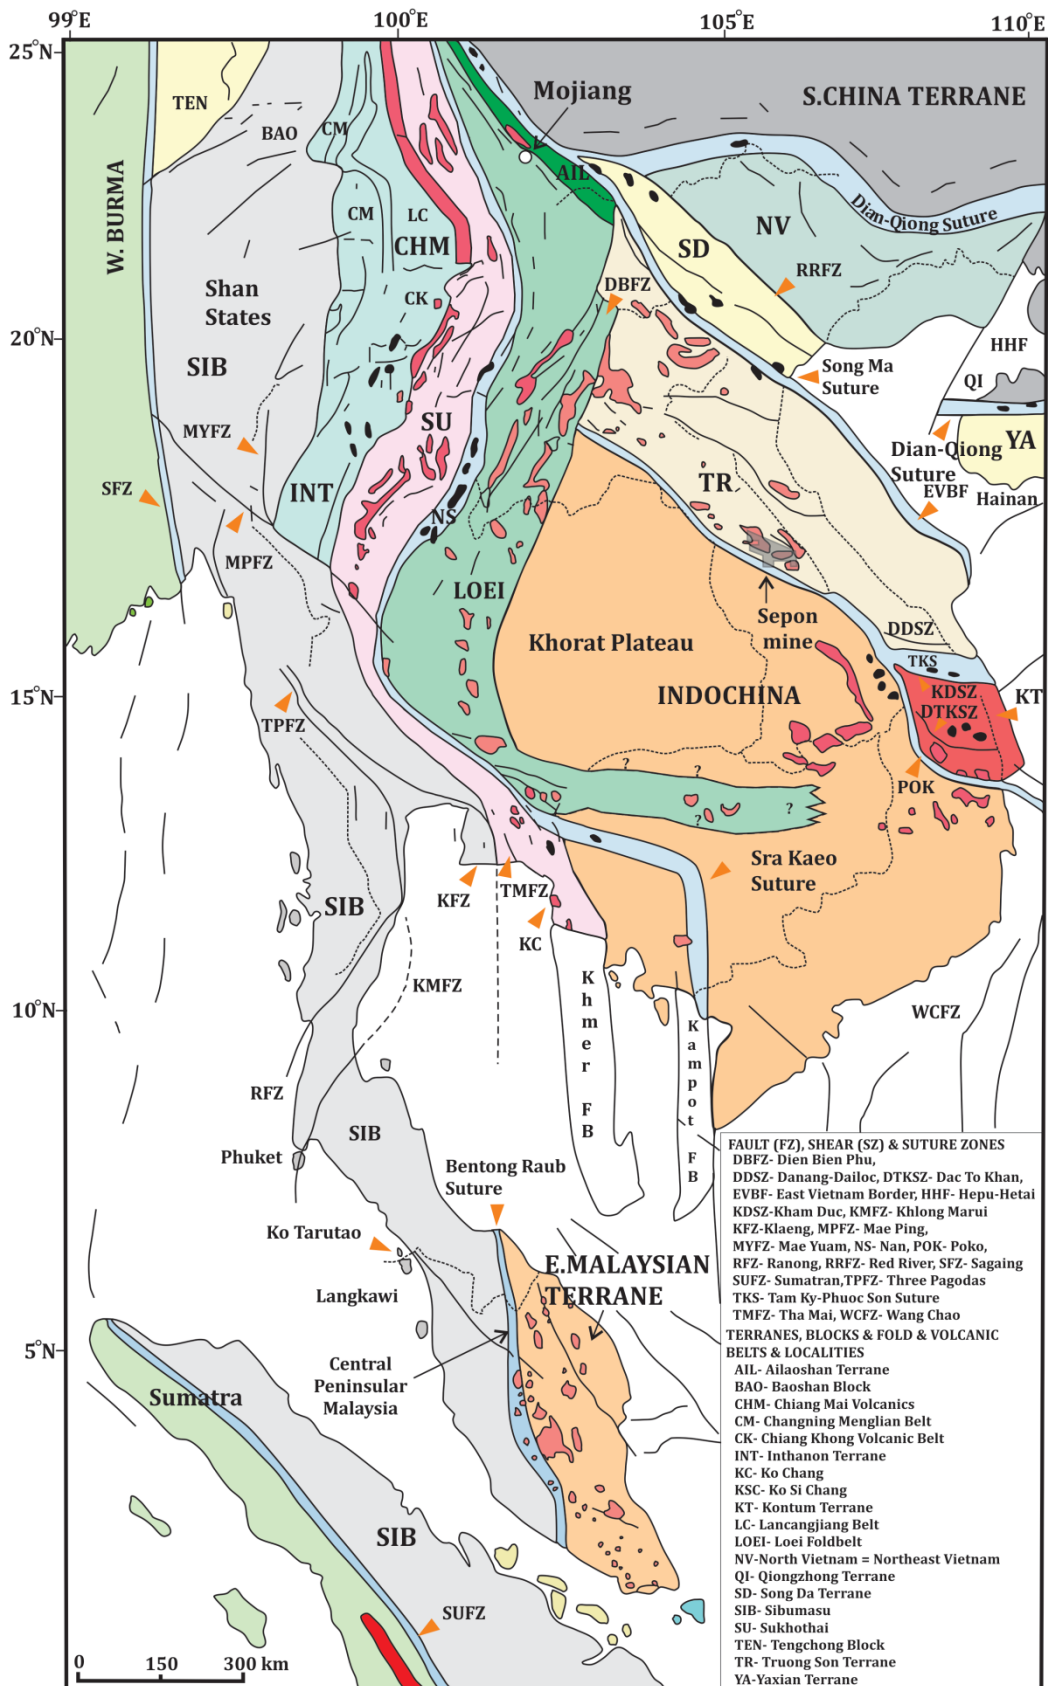 99°E
100°E
105°E
110°E
25°N
20°N
15°N
10°N
5°N
TEN
BAO
CM
Mojiang
S.CHINA TERRANE
AIL
W. BURMA
CM
LC
CHM
Dian-Qiong Suture
NV
SD
RRFZ
Shan
States
CK
DBFZ
SIB
HHF
QI
Song Ma
Suture
SU
MYFZ
YA
Dian-Qiong
Suture
SFZ
INT
TR
EVBF
Hainan
NS
MPFZ
LOEI
Sepon
mine
Khorat Plateau
DDSZ
TKS
INDOCHINA
KDSZ
KT
TPFZ
DTKSZ
?
?
POK
?
?
Sra Kaeo
Suture
KFZ
TMFZ
SIB
KC
KMFZ
Khmer FB
Kampot FB
WCFZ
RFZ
SIB
Phuket
Bentong Raub
Suture
Ko Tarutao
E.MALAYSIAN
TERRANE
Langkawi
Central
Peninsular
Malaysia
Sumatra
SIB
SUFZ
0 150 300 km
FAULT (FZ), SHEAR (SZ) & SUTURE ZONES
DBFZ- Dien Bien Phu,
DDSZ- Danang-Dailoc, DTKSZ- Dac To Khan,
EVBF- East Vietnam Border, HHF- Hepu-Hetai
KDSZ-Kham Duc, KMFZ- Khlong Marui
KFZ-Klaeng, MPFZ- Mae Ping,
MYFZ- Mae Yuam, NS- Nan, POK- Poko,
RFZ- Ranong, RRFZ- Red River, SFZ- Sagaing
SUFZ- Sumatran,TPFZ- Three Pagodas
TKS- Tam Ky-Phuoc Son Suture
TMFZ- Tha Mai, WCFZ- Wang Chao
TERRANES, BLOCKS & FOLD & VOLCANIC
BELTS & LOCALITIES
AIL- Ailaoshan Terrane
BAO- Baoshan Block
CHM- Chiang Mai Volcanics
CM- Changning Menglian Belt
CK- Chiang Khong Volcanic Belt
INT- Inthanon Terrane
KC- Ko Chang
KSC- Ko Si Chang
KT- Kontum Terrane
LC- Lancangjiang Belt
LOEI- Loei Foldbelt
NV-North Vietnam = Northeast Vietnam
QI- Qiongzhong Terrane
SD- Song Da Terrane
SIB- Sibumasu
SU- Sukhothai
TEN- Tengchong Block
TR- Truong Son Terrane
YA-Yaxian Terrane